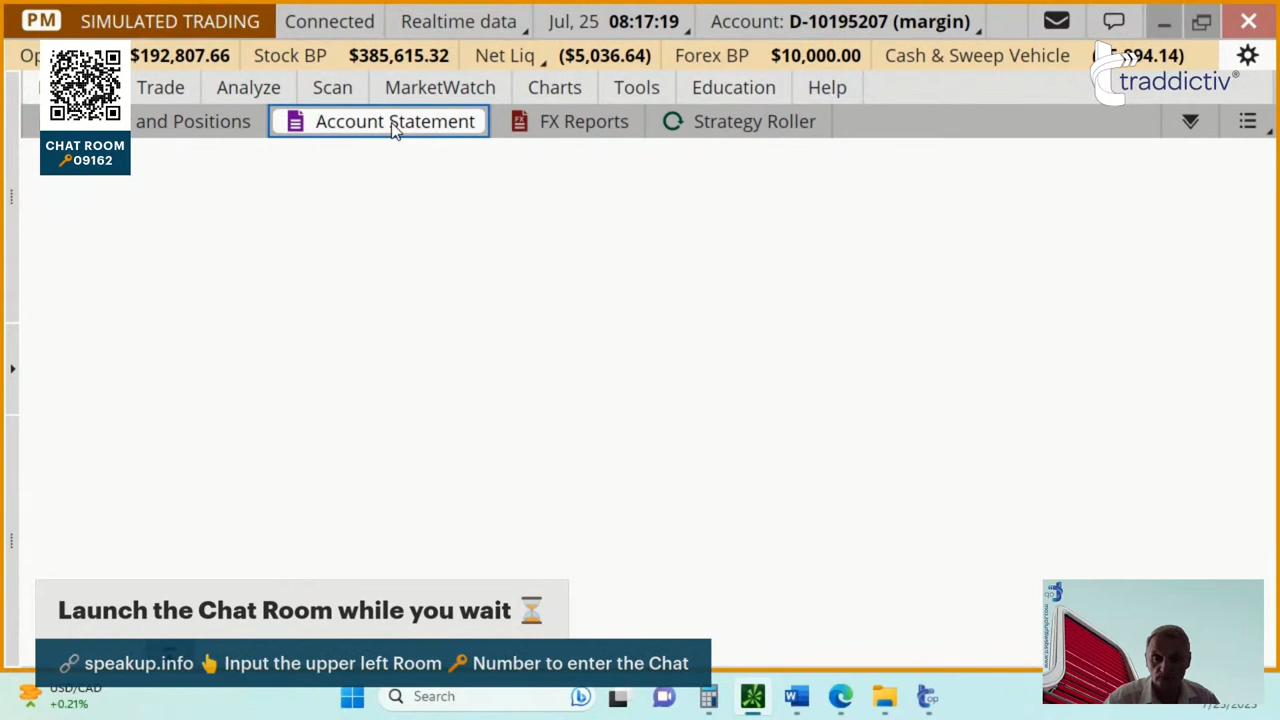 PM SIMULATED TRADING Connected Realtime data Jul, 25 08:17:19 Account: D-10195207 (margin)
$192,807.66 Stock BP $385,615.32 Net Liq ($5,036.64) Forex BP $10,000.00 Cash & Sweep Vehicle
traddictiv®
Trade Analyze Scan MarketWatch Charts Tools Education Help
and Positions Account Statement FX Reports Strategy Roller
CHAT ROOM
09162
Launch the Chat Room while you wait
speakup.info Input the upper left Room Number to enter the Chat
USD/CAD
+0.21%
Search